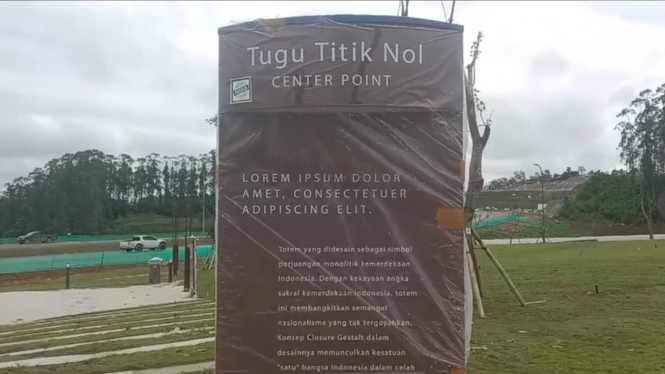 Tugu Titik Nol
CENTER POINT
LOREM IPSUM DOLOR
AMET, CONSECTETUER
ADIPISCING ELIT.
Totem yang didesain sebagai simbol
perjuangan monolitik kemerdekaan
Indonesia. Dengan kekayaan angka
sakral kemerdekaan Indonesia, totem
ini membangkitkan semangat
nasionalisme yang tak tergoyahkan.
Konsep Closure Gestalt dalam
desainnya memunculkan kesatuan
"satu" bangsa Indonesia dalam celah